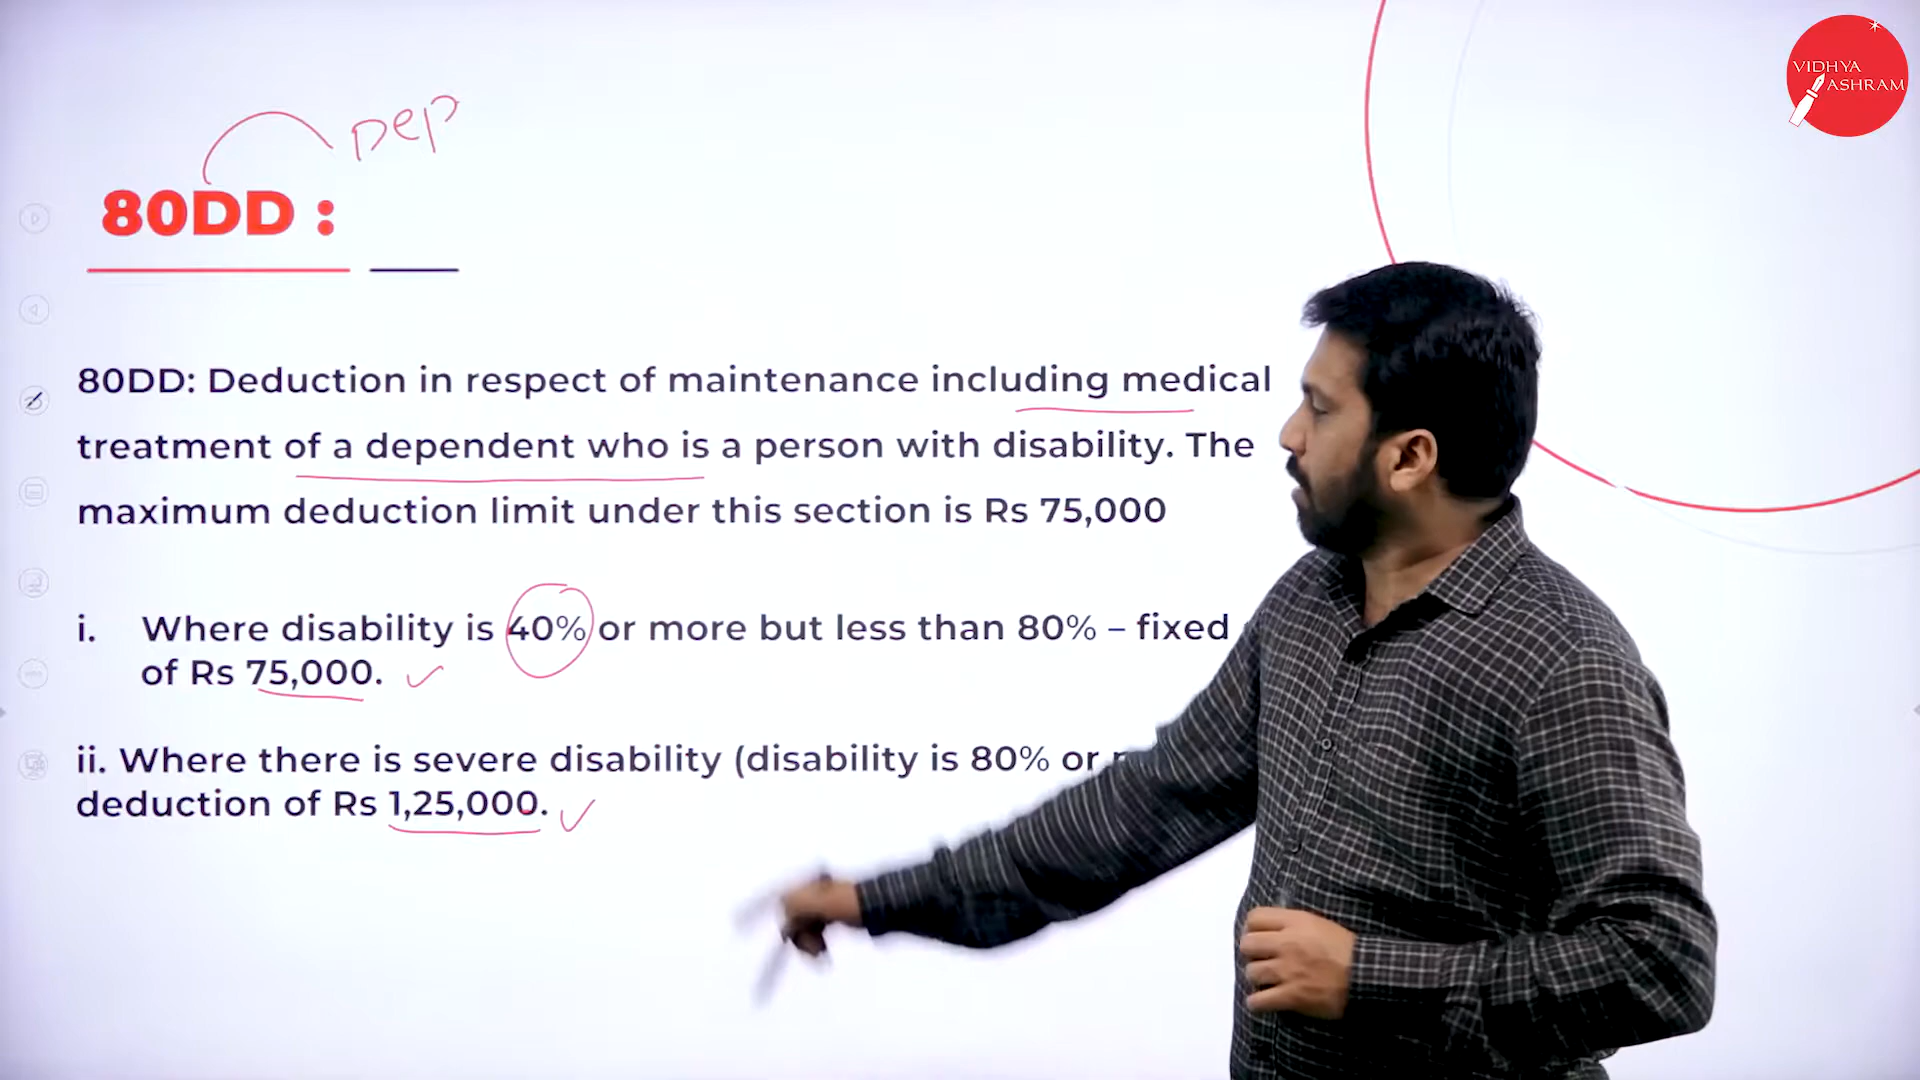 VIDHYA
ASHRAM
Dep
80DD :
80DD: Deduction in respect of maintenance including medical
treatment of a dependent who is a person with disability. The
maximum deduction limit under this section is Rs 75,000
i. Where disability is 40% or more but less than 80% – fixed
of Rs 75,000.
ii. Where there is severe disability (disability is 80% or
deduction of Rs 1,25,000.